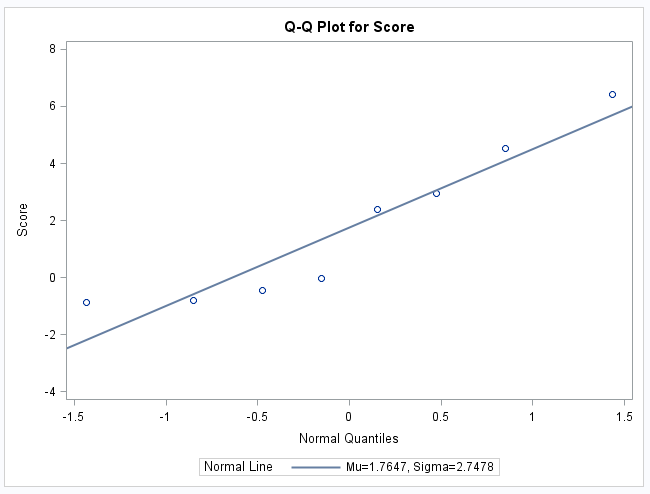 Q-Q Plot for Score
8
6
4
2
0
-2
-4
Score
-1.5 -1 -0.5 0 0.5 1 1.5
Normal Quantiles
Normal Line Mu=1.7647, Sigma=2.7478